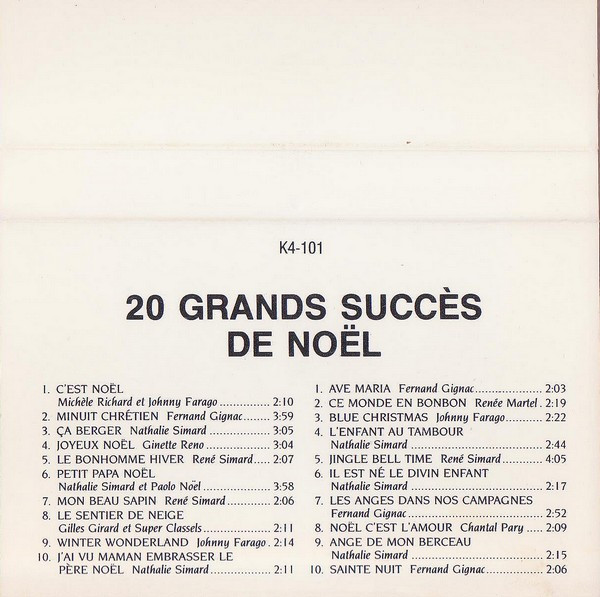 K4-101
20 GRANDS SUCCÈS
DE NOËL
1. C'EST NOËL
Michèle Richard et Johnny Farago.............. 2:10
2. MINUIT CHRÉTIEN Fernand Gignac........ 3:59
3. ÇA BERGER Nathalie Simard ................ 3:05
4. JOYEUX NOËL Ginette Reno .................. 3:04
5. LE BONHOMME HIVER René Simard...... 2:07
6. PETIT PAPA NOËL
Nathalie Simard et Paolo Noël .................. 3:58
7. MON BEAU SAPIN René Simard............ 2:06
8. LE SENTIER DE NEIGE
Gilles Girard et Super Classels .................. 2:11
9. WINTER WONDERLAND Johnny Farago . 2:14
10. J'AI VU MAMAN EMBRASSER LE
PÈRE NOËL Nathalie Simard ................ 2:11
1. AVE MARIA Fernand Gignac.................. 2:03
2. CE MONDE EN BONBON Renée Martel . 2:19
3. BLUE CHRISTMAS Johnny Farago.......... 2:22
4. L'ENFANT AU TAMBOUR
Nathalie Simard ................................ 2:44
5. JINGLE BELL TIME René Simard............ 4:05
6. IL EST NÉ LE DIVIN ENFANT
Nathalie Simard ................................ 2:17
7. LES ANGES DANS NOS CAMPAGNES
Fernand Gignac................................ 2:52
8. NOËL C'EST L'AMOUR Chantal Pary ..... 2:09
9. ANGE DE MON BERCEAU
Nathalie Simard ................................ 2:15
10. SAINTE NUIT Fernand Gignac................ 2:06